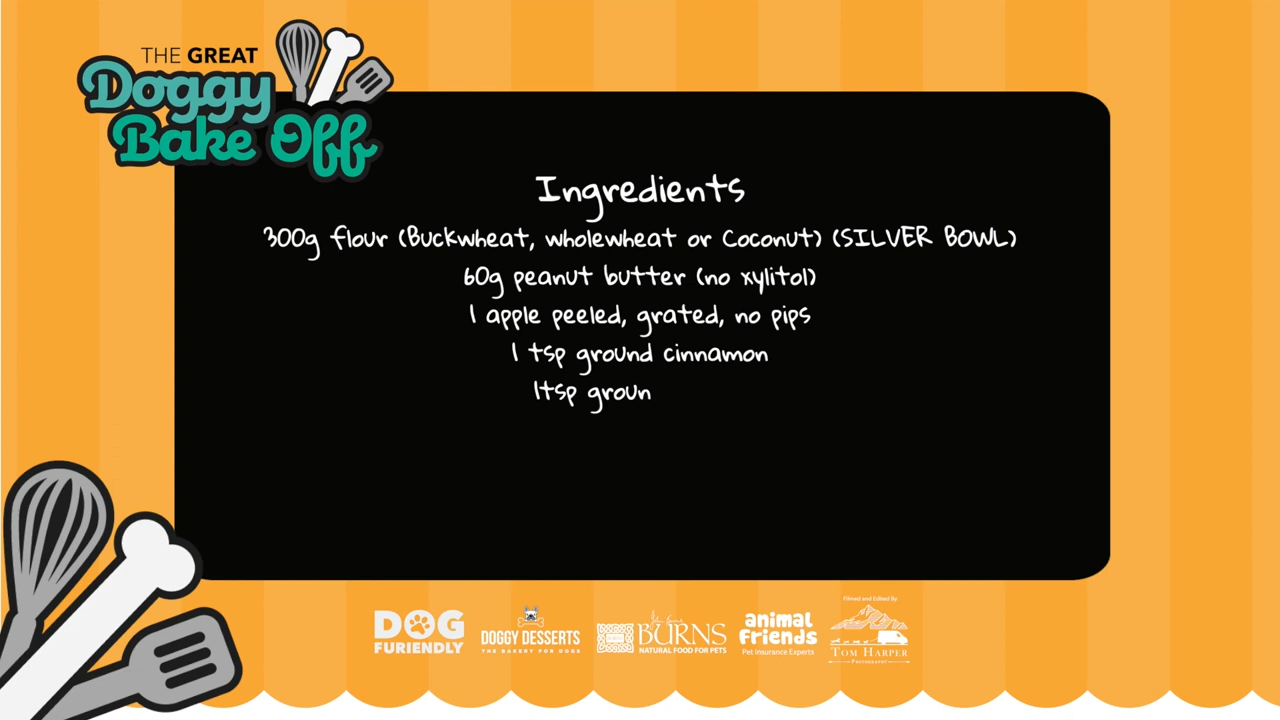 THE GREAT
Doggy
Bake Off
Ingredients
300g flour (Buckwheat, wholewheat or Coconut) (SILVER BOWL)
60g peanut butter (no xylitol)
1 apple peeled, grated, no pips
1 tsp ground cinnamon
1tsp groun
DOG
FURIENDLY
DOGGY DESSERTS
THE BAKERY FOR DOGS
BURNS
NATURAL FOOD FOR PETS
animal
friends
Pet Insurance Experts
Filmed and Edited By
TOM HARPER
PHOTOGRAPHY